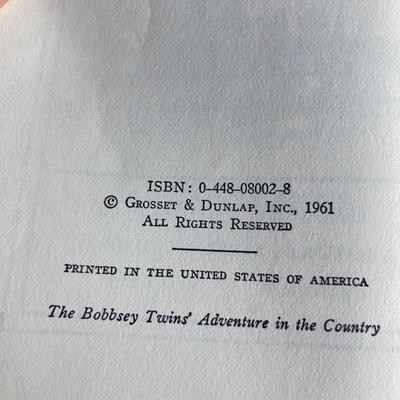 ISBN: 0-448-08002-8
© GROSSET & DUNLAP, INC., 1961
ALL RIGHTS RESERVED
PRINTED IN THE UNITED STATES OF AMERICA
The Bobbsey Twins' Adventure in the Country